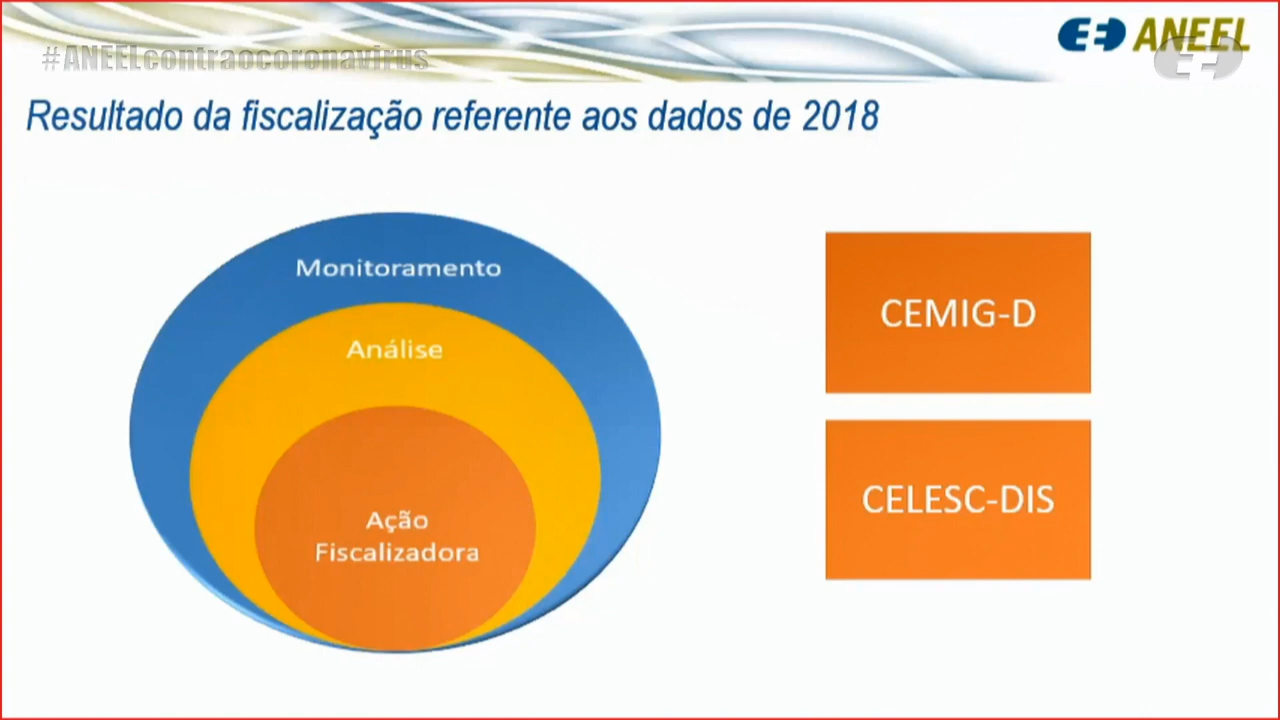 #ANEELcontraocoronavirus
ANEEL
Resultado da fiscalização referente aos dados de 2018
Monitoramento
Análise
Ação
Fiscalizadora
CEMIG-D
CELESC-DIS